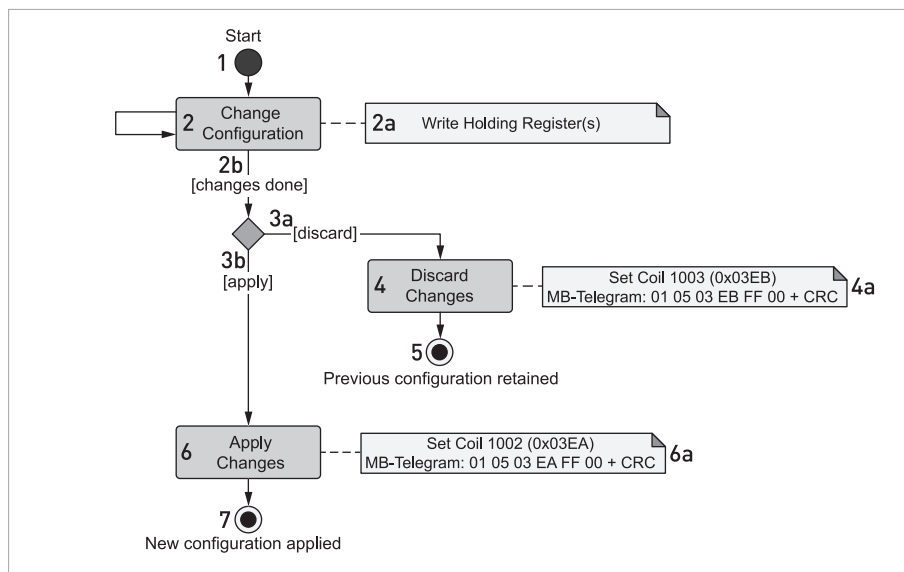 Start
1
2 Change
Configuration
2a Write Holding Register(s)
2b
[changes done]
3a
[discard]
3b
[apply]
4 Discard
Changes
Set Coil 1003 (0x03EB)
MB-Telegram: 01 05 03 EB FF 00 + CRC
4a
5
Previous configuration retained
6 Apply
Changes
Set Coil 1002 (0x03EA)
MB-Telegram: 01 05 03 EA FF 00 + CRC
6a
7
New configuration applied